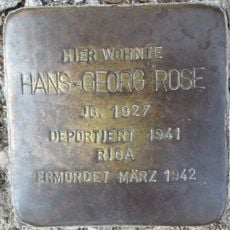 HIER WOHNTE
HANS-GEORG ROSE
JG. 1927
DEPORTIERT 1941
RIGA
ERMORDET MÄRZ 1942